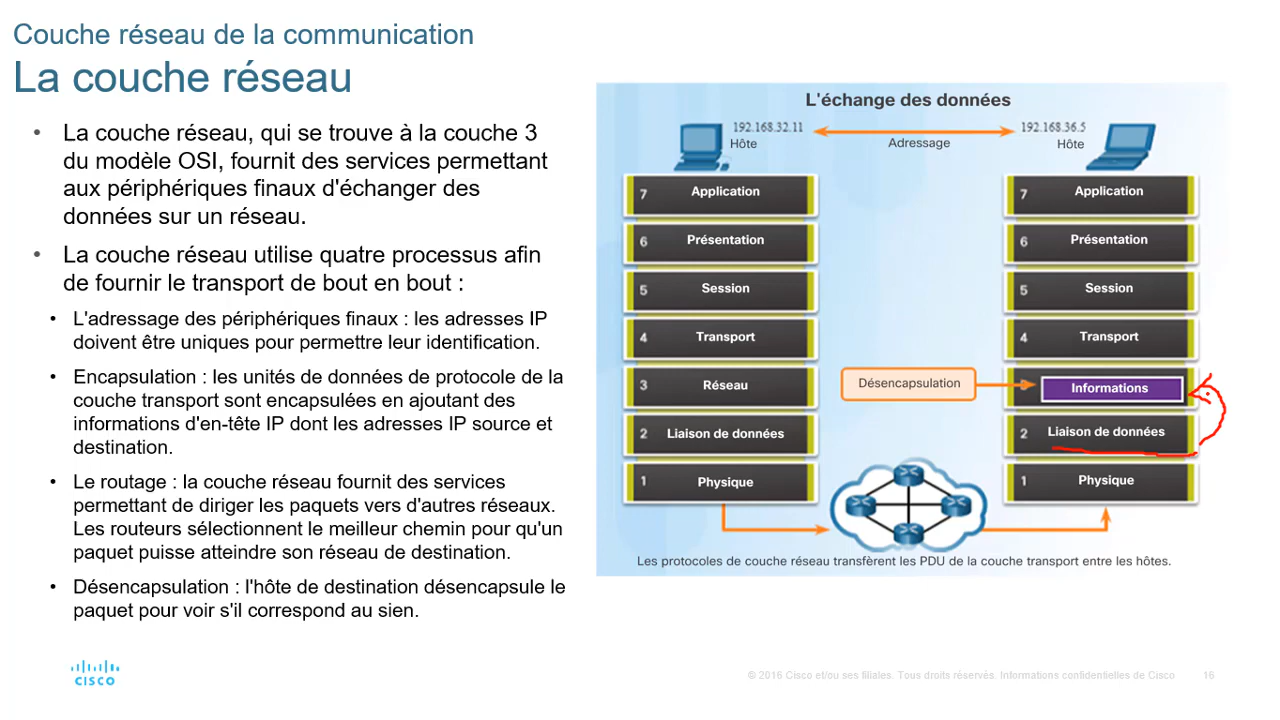 Couche réseau de la communication
La couche réseau
• La couche réseau, qui se trouve à la couche 3
du modèle OSI, fournit des services permettant
aux périphériques finaux d'échanger des
données sur un réseau.
• La couche réseau utilise quatre processus afin
de fournir le transport de bout en bout :
• L'adressage des périphériques finaux : les adresses IP
doivent être uniques pour permettre leur identification.
• Encapsulation : les unités de données de protocole de la
couche transport sont encapsulées en ajoutant des
informations d'en-tête IP dont les adresses IP source et
destination.
• Le routage : la couche réseau fournit des services
permettant de diriger les paquets vers d'autres réseaux.
Les routeurs sélectionnent le meilleur chemin pour qu'un
paquet puisse atteindre son réseau de destination.
• Désencapsulation : l'hôte de destination désencapsule le
paquet pour voir s'il correspond au sien.
L'échange des données
192.168.32.11
Hôte
Adressage
192.168.36.5
Hôte
7 Application
6 Présentation
5 Session
4 Transport
3 Réseau
2 Liaison de données
1 Physique
Désencapsulation
7 Application
6 Présentation
5 Session
4 Transport
Informations
2 Liaison de données
1 Physique
Les protocoles de couche réseau transfèrent les PDU de la couche transport entre les hôtes.
CISCO
© 2016 Cisco et/ou ses filiales. Tous droits réservés. Informations confidentielles de Cisco
16